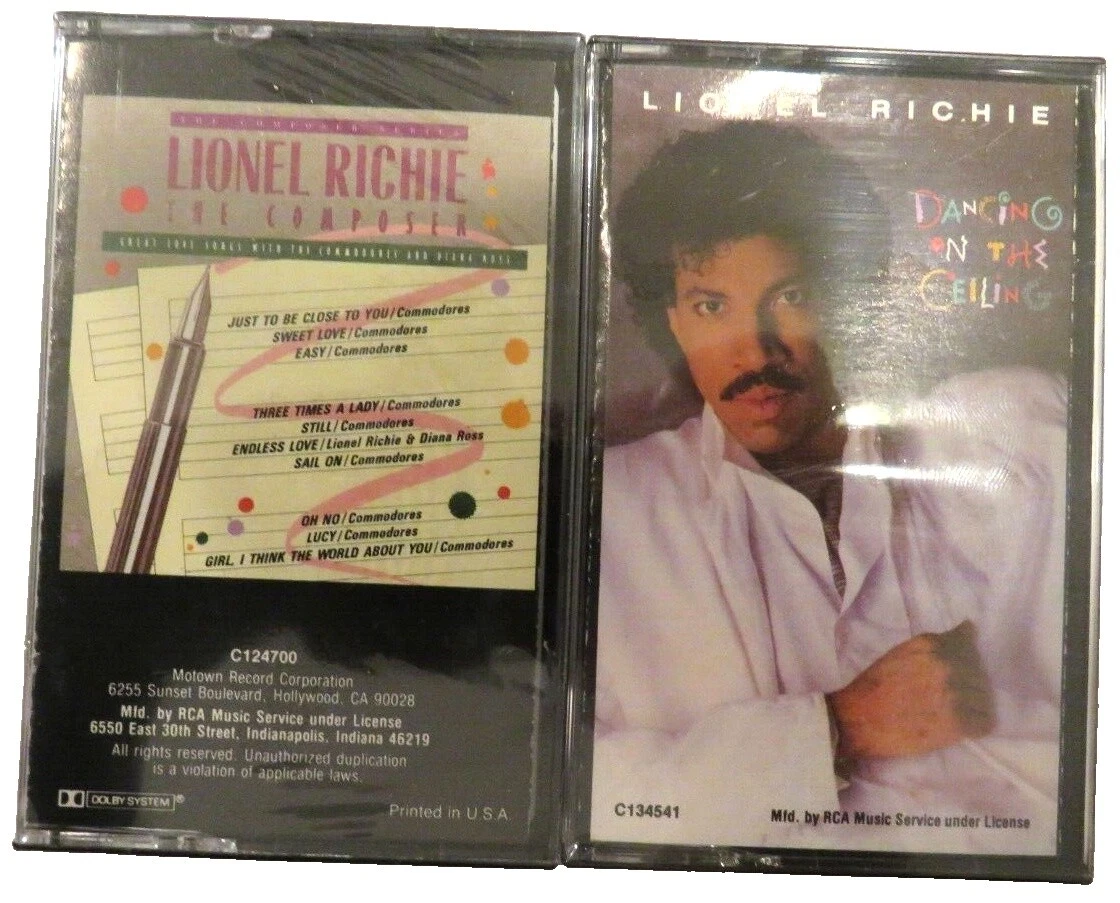 THE COMPOSER SERIES
LIONEL RICHIE
THE COMPOSER
GREAT LOVE SONGS WITH THE COMMODORES AND DIANA ROSS
JUST TO BE CLOSE TO YOU/Commodores
SWEET LOVE/Commodores
EASY/Commodores
THREE TIMES A LADY/Commodores
STILL/Commodores
ENDLESS LOVE/Lionel Richie & Diana Ross
SAIL ON/Commodores
OH NO/Commodores
LUCY/Commodores
GIRL, I THINK THE WORLD ABOUT YOU/Commodores
C124700
Motown Record Corporation
6255 Sunset Boulevard, Hollywood, CA 90028
Mfd. by RCA Music Service under License
6550 East 30th Street, Indianapolis, Indiana 46219
All rights reserved. Unauthorized duplication
is a violation of applicable laws.
DOLBY SYSTEM®
Printed in U.S.A.
LIONEL RICHIE
DANCING
ON THE
CEILING
C134541
Mfd. by RCA Music Service under License